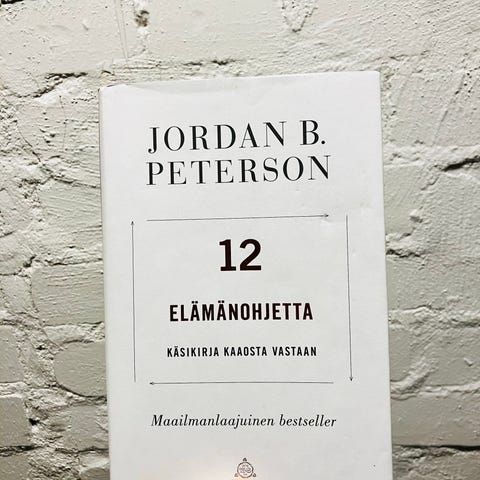 JORDAN B.
PETERSON
12
ELÄMÄNOHJETTA
KÄSIKIRJA KAAOSTA VASTAAN
Maailmanlaajuinen bestseller